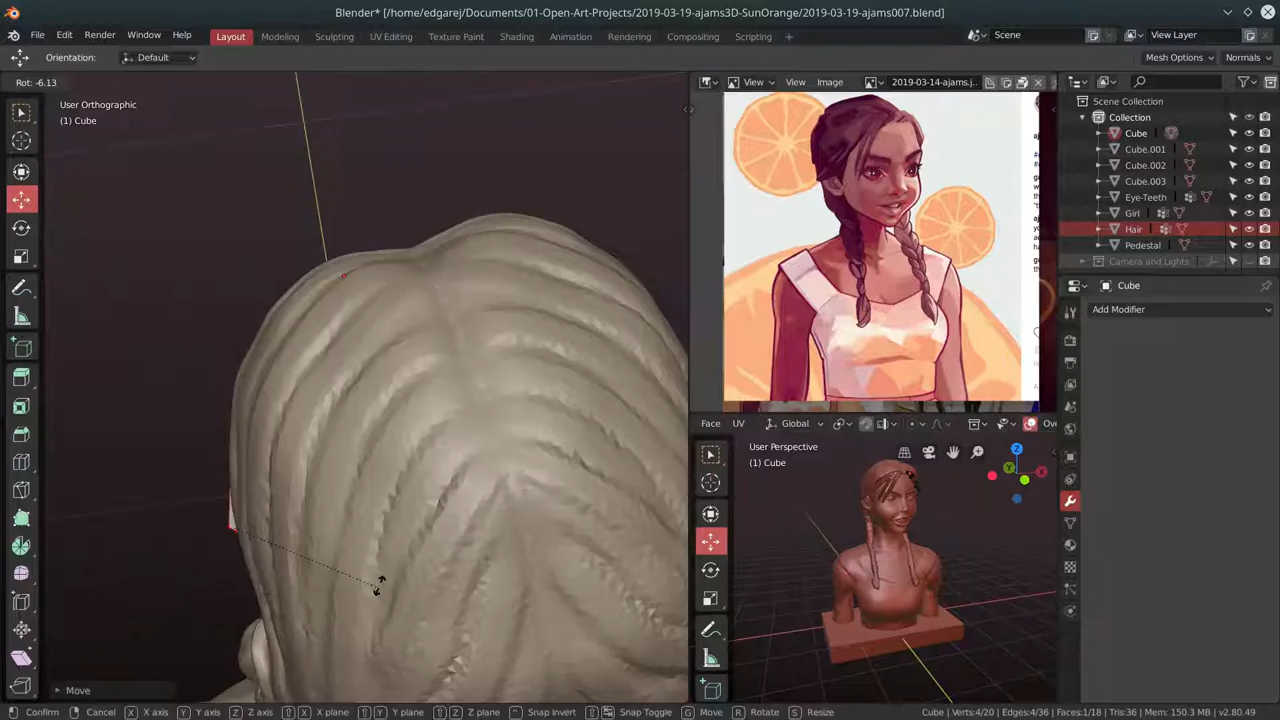 Blender* [/home/edgarej/Documents/01-Open-Art-Projects/2019-03-19-ajams3D-SunOrange/2019-03-19-ajams007.blend]
File Edit Render Window Help Layout Modeling Sculpting UV Editing Texture Paint Shading Animation Rendering Compositing Scripting + Scene View Layer
Orientation: Default Mesh Options Normals
Rot: -6.13
View View Image 2019-03-14-ajams.j..
User Orthographic
(1) Cube
Scene Collection
Collection
Cube
Cube.001
Cube.002
Cube.003
Eye-Teeth
Girl
Hair
Pedestal
Camera and Lights
Cube
Add Modifier
Face UV Global Ov
User Perspective
(1) Cube
Z
Y
X
Move
Confirm Cancel X X axis Y Y axis Z Z axis X X plane Y Y plane Z Z plane Snap Invert Snap Toggle G Move R Rotate S Resize Cube | Verts:4/20 | Edges:4/36 | Faces:1/18 | Tris:36 | Mem: 150.3 MB | v2.80.49